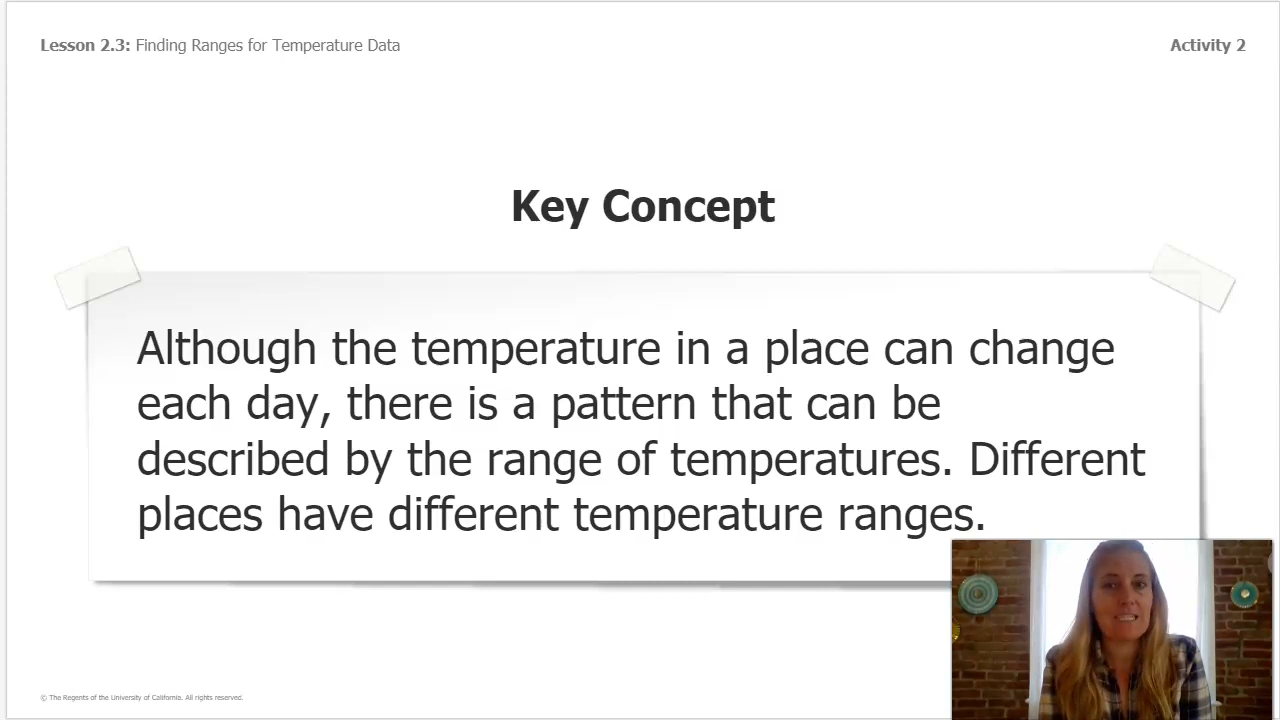 Lesson 2.3: Finding Ranges for Temperature Data
Activity 2
Key Concept
Although the temperature in a place can change
each day, there is a pattern that can be
described by the range of temperatures. Different
places have different temperature ranges.
© The Regents of the University of California. All rights reserved.